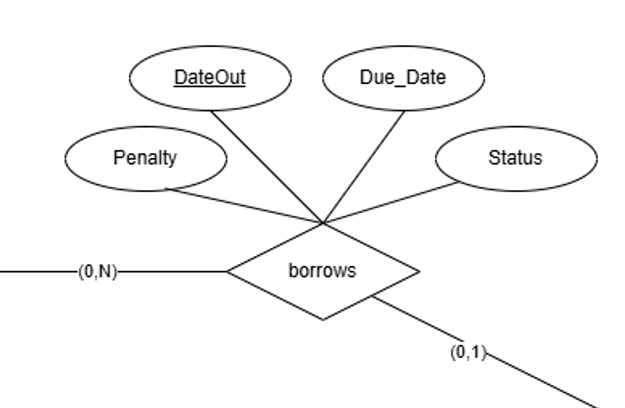 DateOut
Due_Date
Penalty
Status
borrows
(0,N)
(0,1)